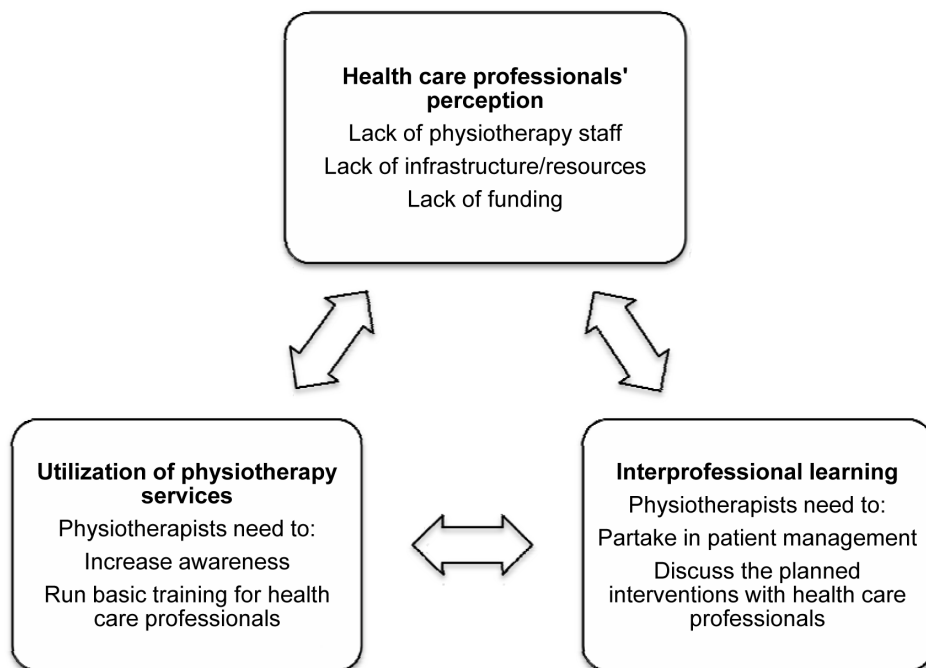 Health care professionals'
perception
Lack of physiotherapy staff
Lack of infrastructure/resources
Lack of funding
Utilization of physiotherapy
services
Physiotherapists need to:
Increase awareness
Run basic training for health
care professionals
Interprofessional learning
Physiotherapists need to:
Partake in patient management
Discuss the planned
interventions with health care
professionals